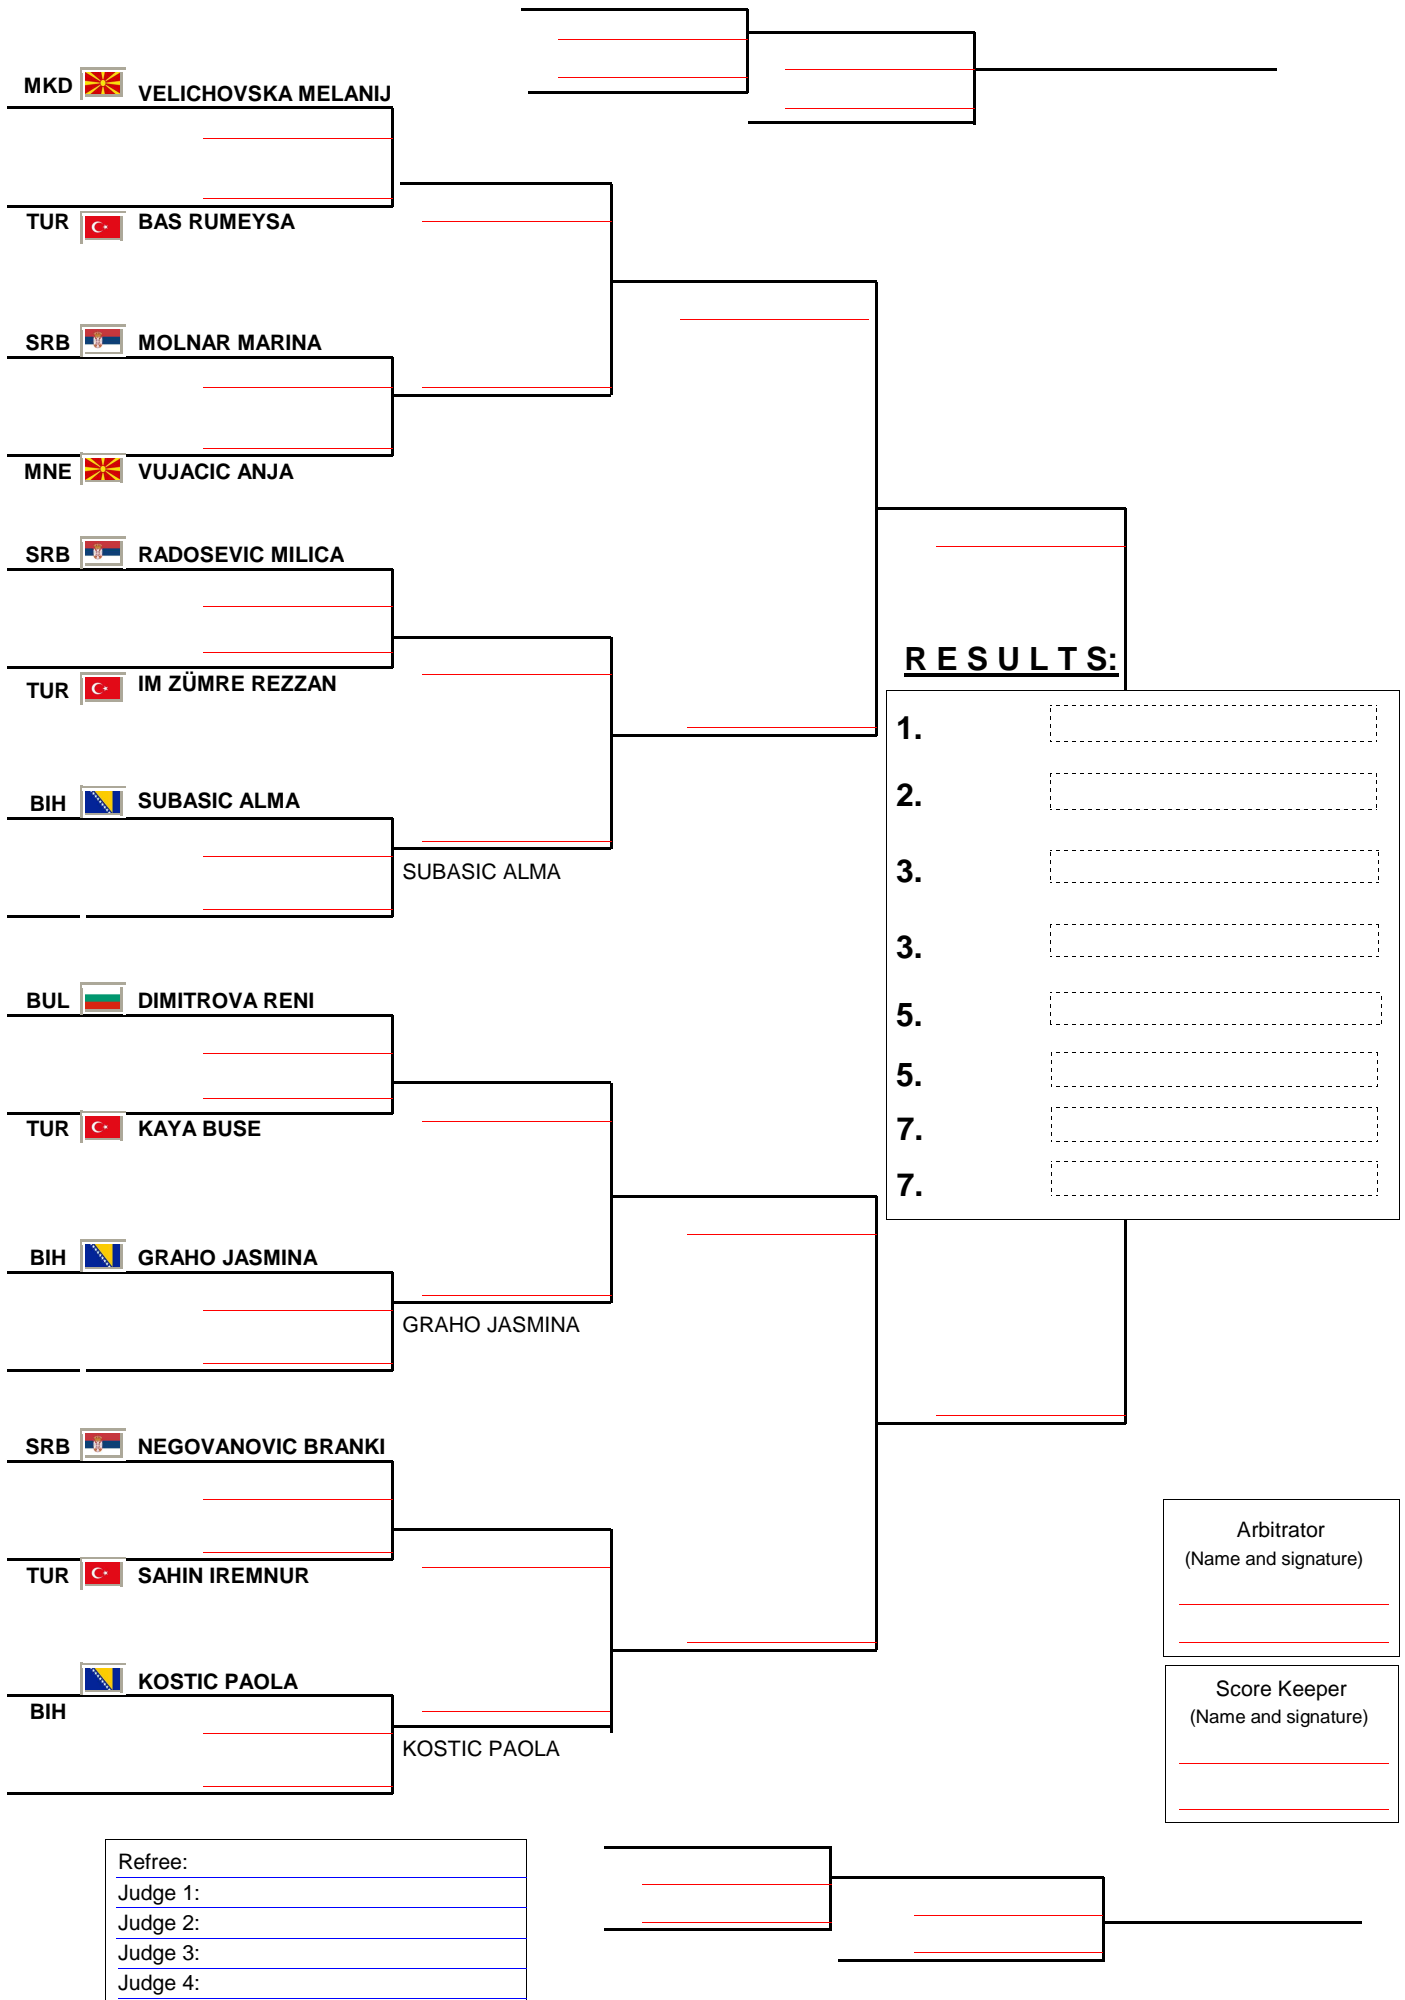 MKD VELICHOVSKA MELANIJ
TUR BAS RUMEYSA
SRB MOLNAR MARINA
MNE VUJACIC ANJA
SRB RADOSEVIC MILICA
TUR IM ZÜMRE REZZAN
BIH SUBASIC ALMA
SUBASIC ALMA
BUL DIMITROVA RENI
TUR KAYA BUSE
BIH GRAHO JASMINA
GRAHO JASMINA
SRB NEGOVANOVIC BRANKI
TUR SAHIN IREMNUR
KOSTIC PAOLA
BIH
KOSTIC PAOLA
R E S U L T S:
1.
2.
3.
3.
5.
5.
7.
7.
Arbitrator
(Name and signature)
Score Keeper
(Name and signature)
Refree:
Judge 1:
Judge 2:
Judge 3:
Judge 4: